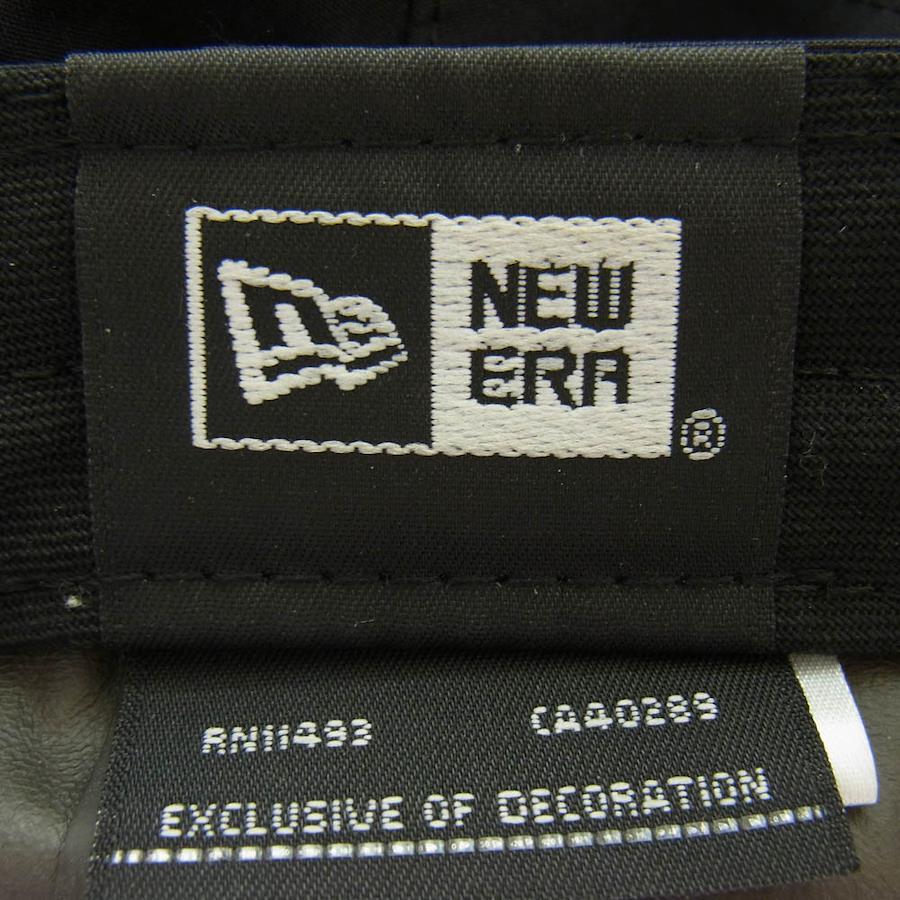 NEW
ERA
®
RN11493 CA40289
EXCLUSIVE OF DECORATION